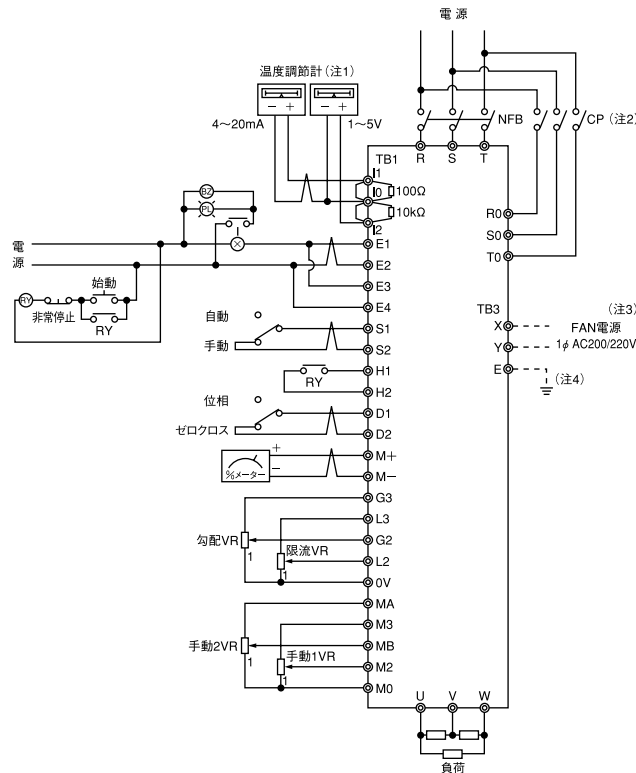 電源
温度調節計(注1)
− +
− +
4〜20mA
1〜5V
NFB
CP(注2)
TB1
R
S
T
I1
I0
100Ω
10kΩ
I2
R0
S0
T0
BZ
PL
電
源
E1
E2
E3
E4
RY
非常停止
始動
RY
TB3
(注3)
X
FAN電源
Y
1φ AC200/220V
E
(注4)
自動
手動
S1
S2
RY
H1
H2
位相
ゼロクロス
D1
D2
+
−
%メーター
M+
M−
G3
L3
勾配VR
G2
限流VR
L2
1
1
0V
MA
M3
手動2VR
MB
手動1VR
M2
1
1
M0
U
V
W
負荷